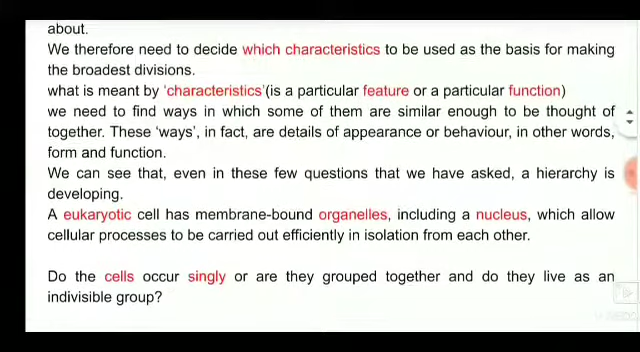 about.
We therefore need to decide which characteristics to be used as the basis for making
the broadest divisions.
what is meant by 'characteristics'(is a particular feature or a particular function)
we need to find ways in which some of them are similar enough to be thought of
together. These 'ways', in fact, are details of appearance or behaviour, in other words,
form and function.
We can see that, even in these few questions that we have asked, a hierarchy is
developing.
A eukaryotic cell has membrane-bound organelles, including a nucleus, which allow
cellular processes to be carried out efficiently in isolation from each other.
Do the cells occur singly or are they grouped together and do they live as an
indivisible group?